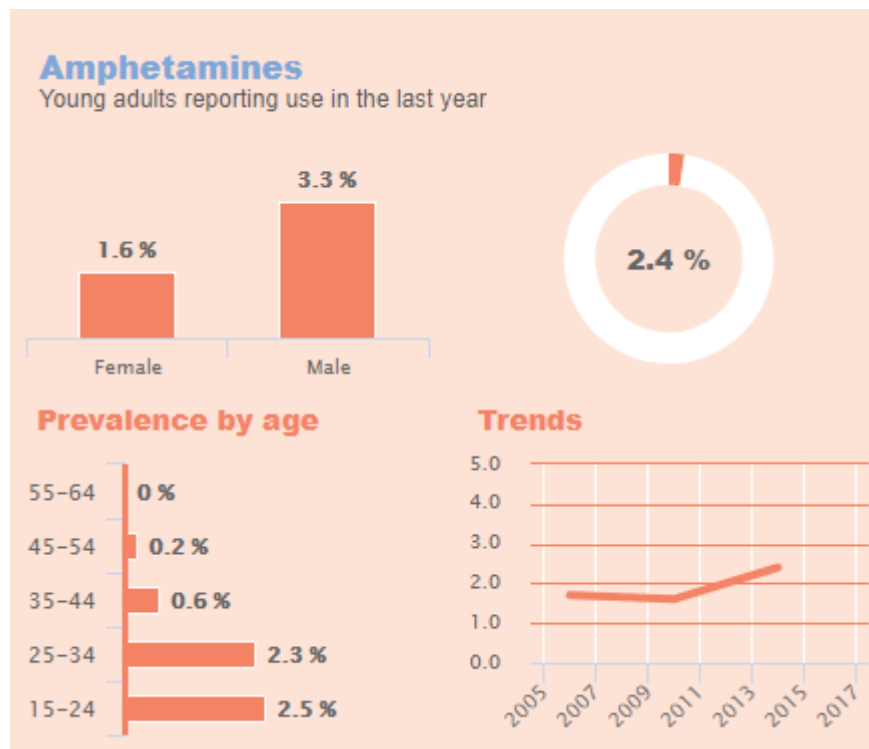 Amphetamines
Young adults reporting use in the last year
1.6 %
3.3 %
Female
Male
2.4 %
Prevalence by age
55-64 0 %
45-54 0.2 %
35-44 0.6 %
25-34 2.3 %
15-24 2.5 %
Trends
5.0
4.0
3.0
2.0
1.0
0.0
2005 2007 2009 2011 2013 2015 2017